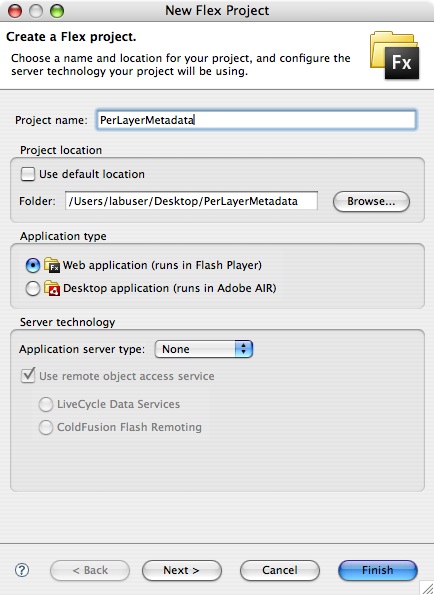 New Flex Project
Create a Flex project.
Choose a name and location for your project, and configure the
server technology your project will be using.
Fx
Project name: PerLayerMetadata
Project location
Use default location
Folder: /Users/labuser/Desktop/PerLayerMetadata Browse...
Application type
Fx Web application (runs in Flash Player)
Desktop application (runs in Adobe AIR)
Server technology
Application server type: None
Use remote object access service
LiveCycle Data Services
ColdFusion Flash Remoting
? < Back Next > Cancel Finish